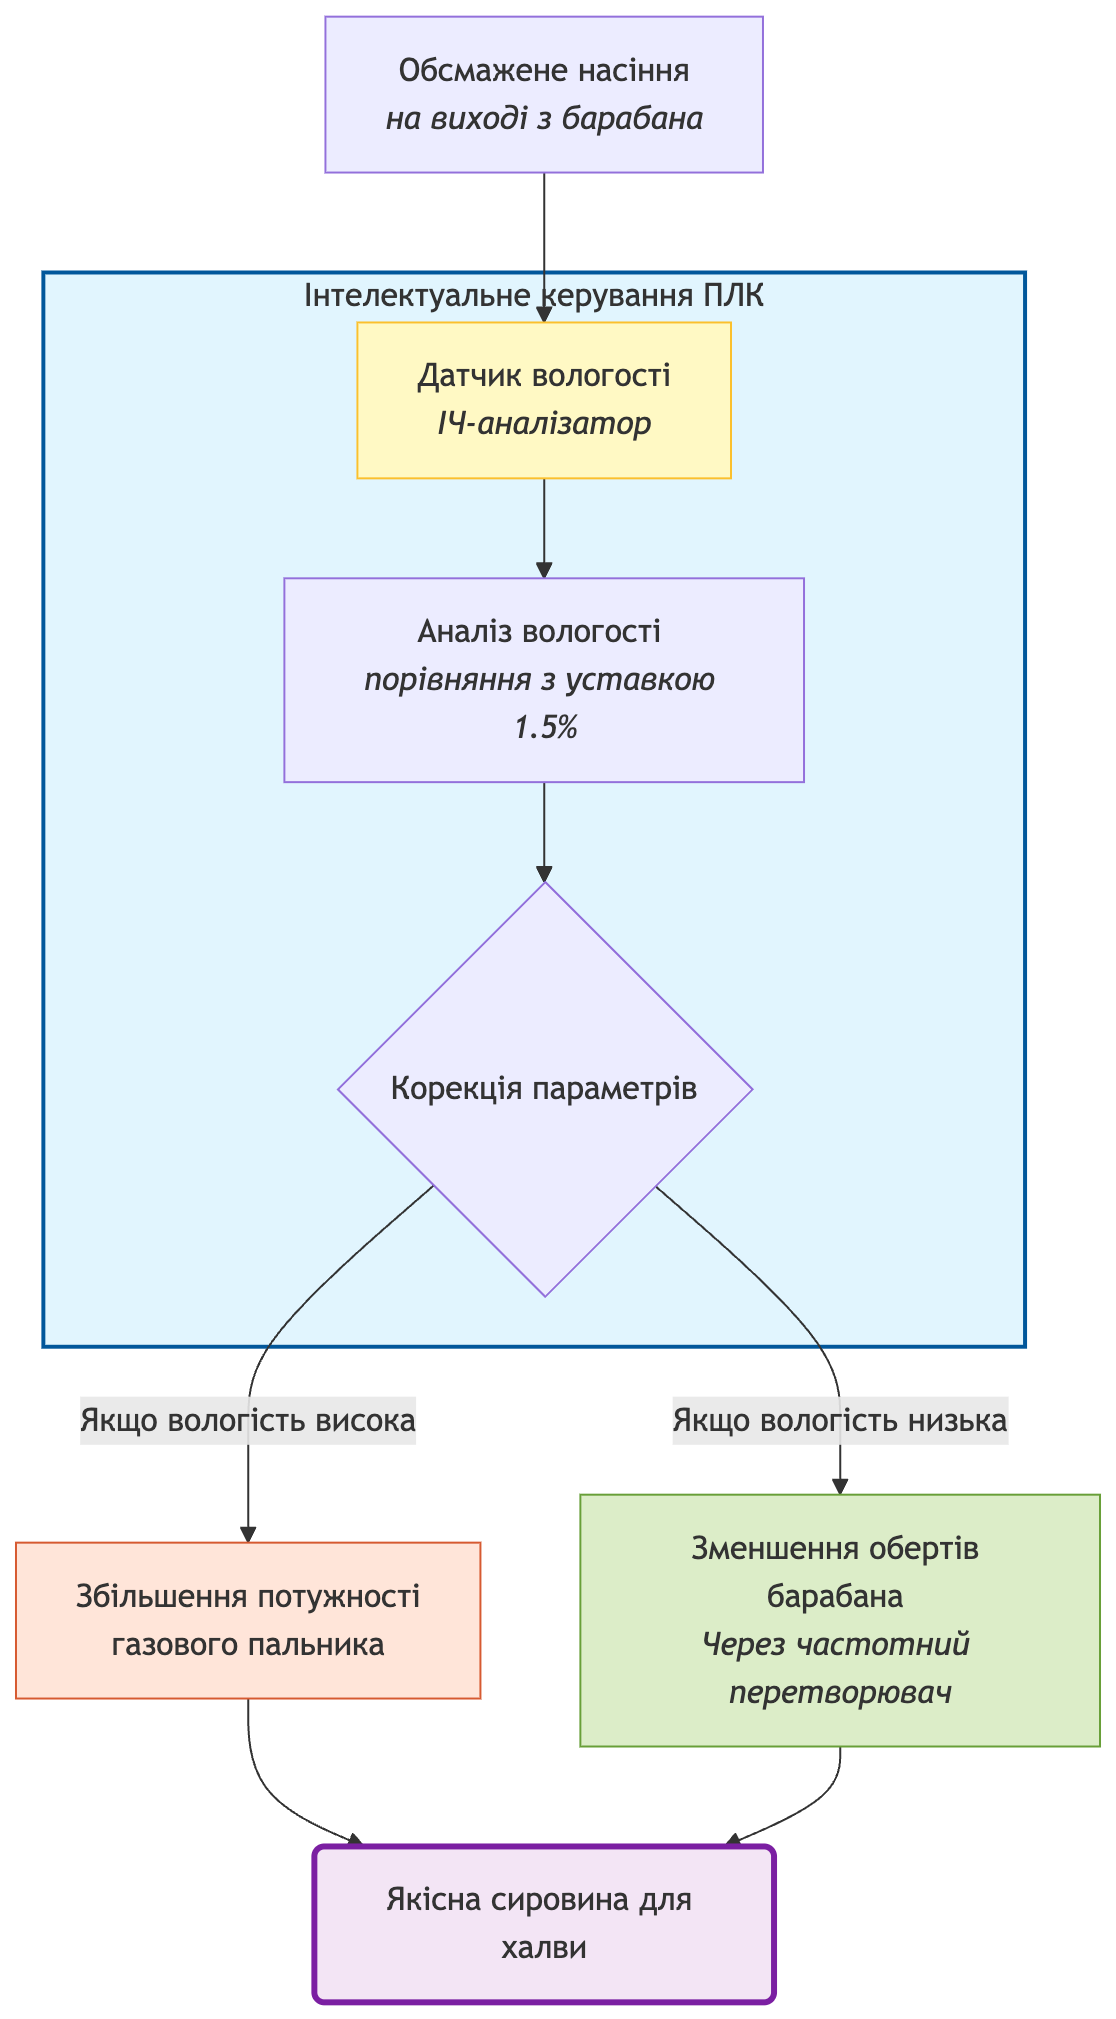 Обсмажене насіння
на виході з барабана
Інтелектуальне керування ПЛК
Датчик вологості
ІЧ-аналізатор
Аналіз вологості
порівняння з уставкою
1.5%
Корекція параметрів
Якщо вологість висока
Якщо вологість низька
Збільшення потужності
газового пальника
Зменшення обертів
барабана
Через частотний
перетворювач
Якісна сировина для
халви